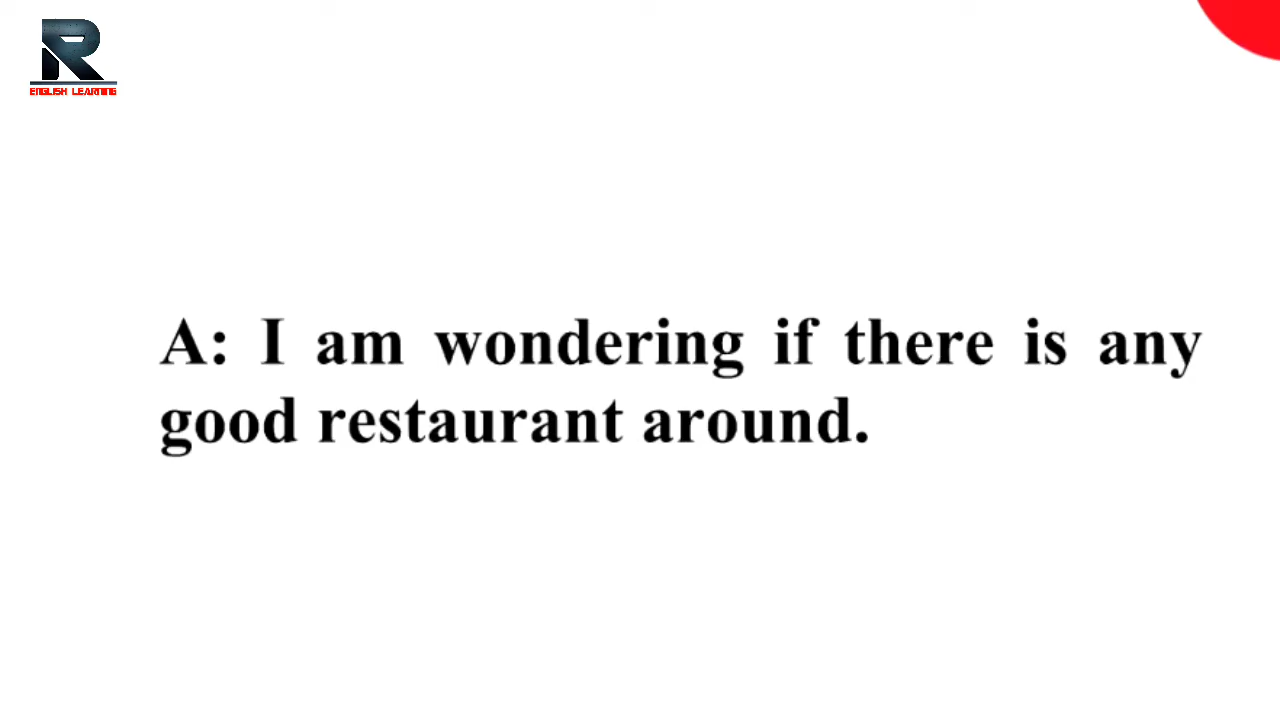 R
ENGLISH LEARNING
A: I am wondering if there is any
good restaurant around.